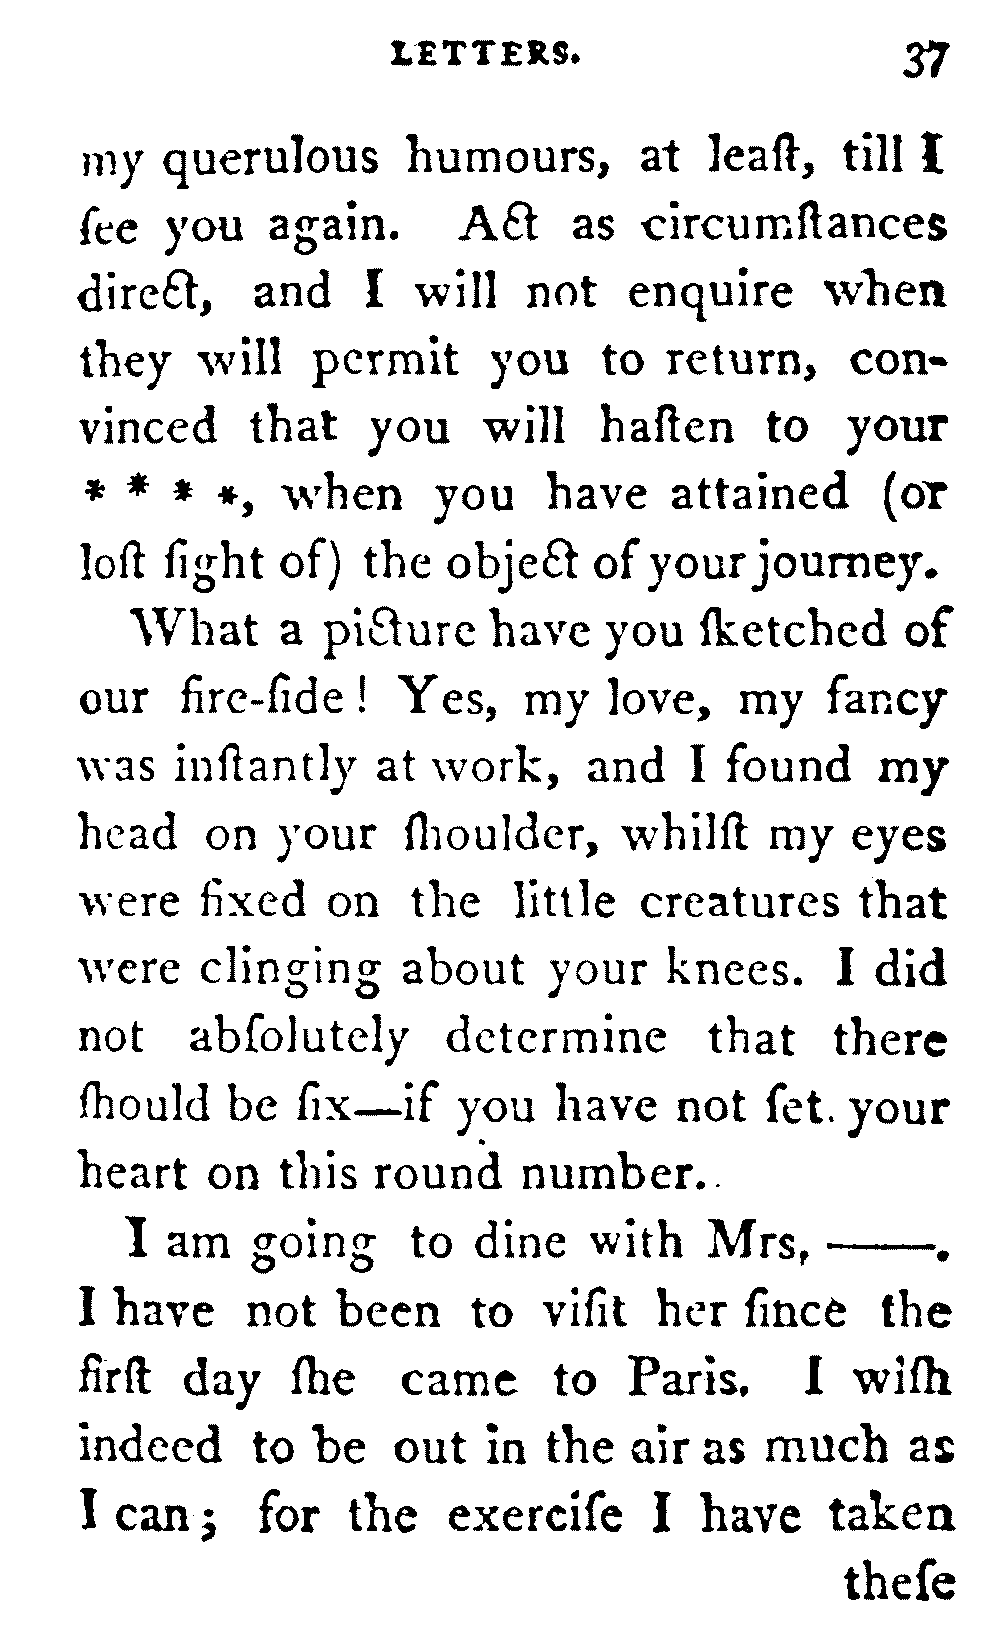 LETTERS. 37
my querulous humours, at leaſt, till I
ſee you again. Act as circumſtances
direct, and I will not enquire when
they will permit you to return, con-
vinced that you will haſten to your
* * * *, when you have attained (or
loſt ſight of) the object of your journey.
What a picture have you ſketched of
our fire-ſide! Yes, my love, my fancy
was inſtantly at work, and I found my
head on your ſhoulder, whilſt my eyes
were fixed on the little creatures that
were clinging about your knees. I did
not abſolutely determine that there
ſhould be ſix—if you have not ſet your
heart on this round number.
I am going to dine with Mrs, ——.
I have not been to viſit her ſince the
firſt day ſhe came to Paris. I wiſh
indeed to be out in the air as much as
I can; for the exerciſe I have taken
theſe